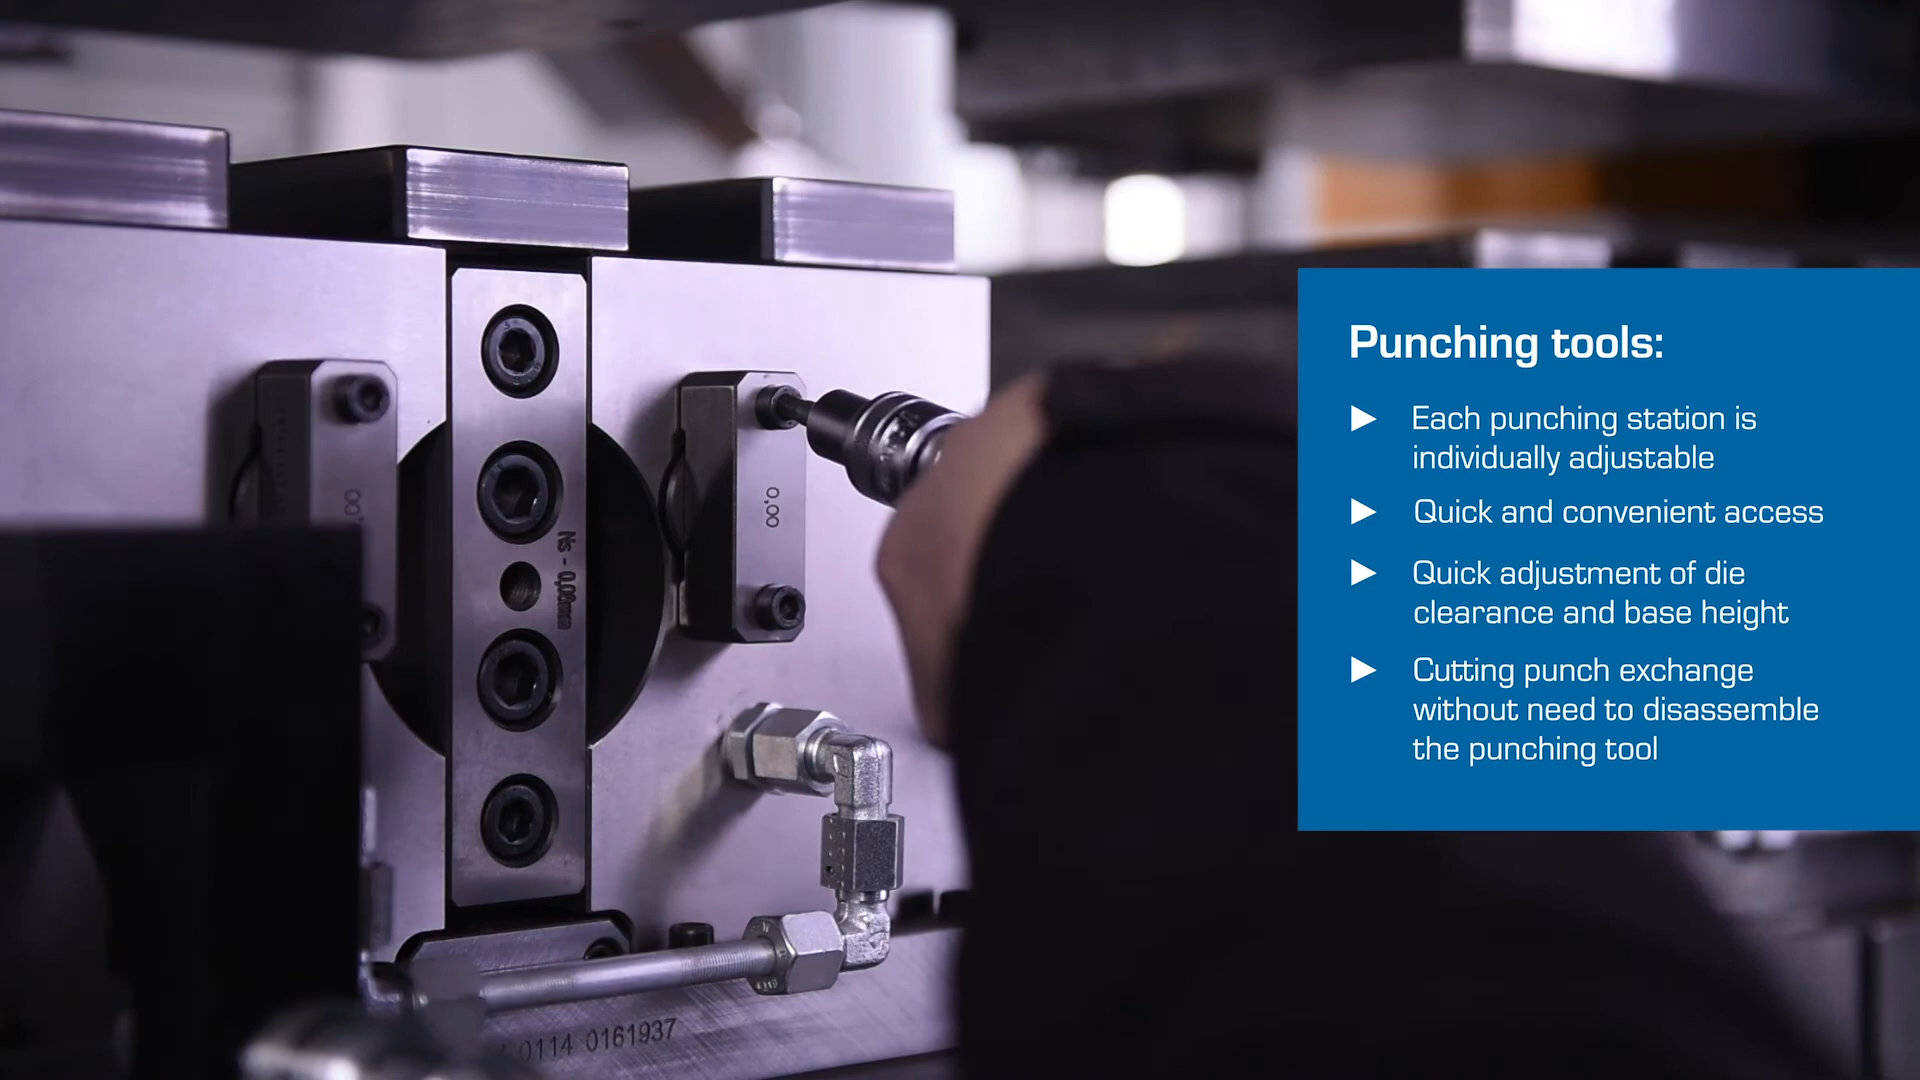 Punching tools:
Each punching station is
individually adjustable
Quick and convenient access
Quick adjustment of die
clearance and base height
Cutting punch exchange
without need to disassemble
the punching tool
0,00
Ns - 0,00mm
00
0114 0161937